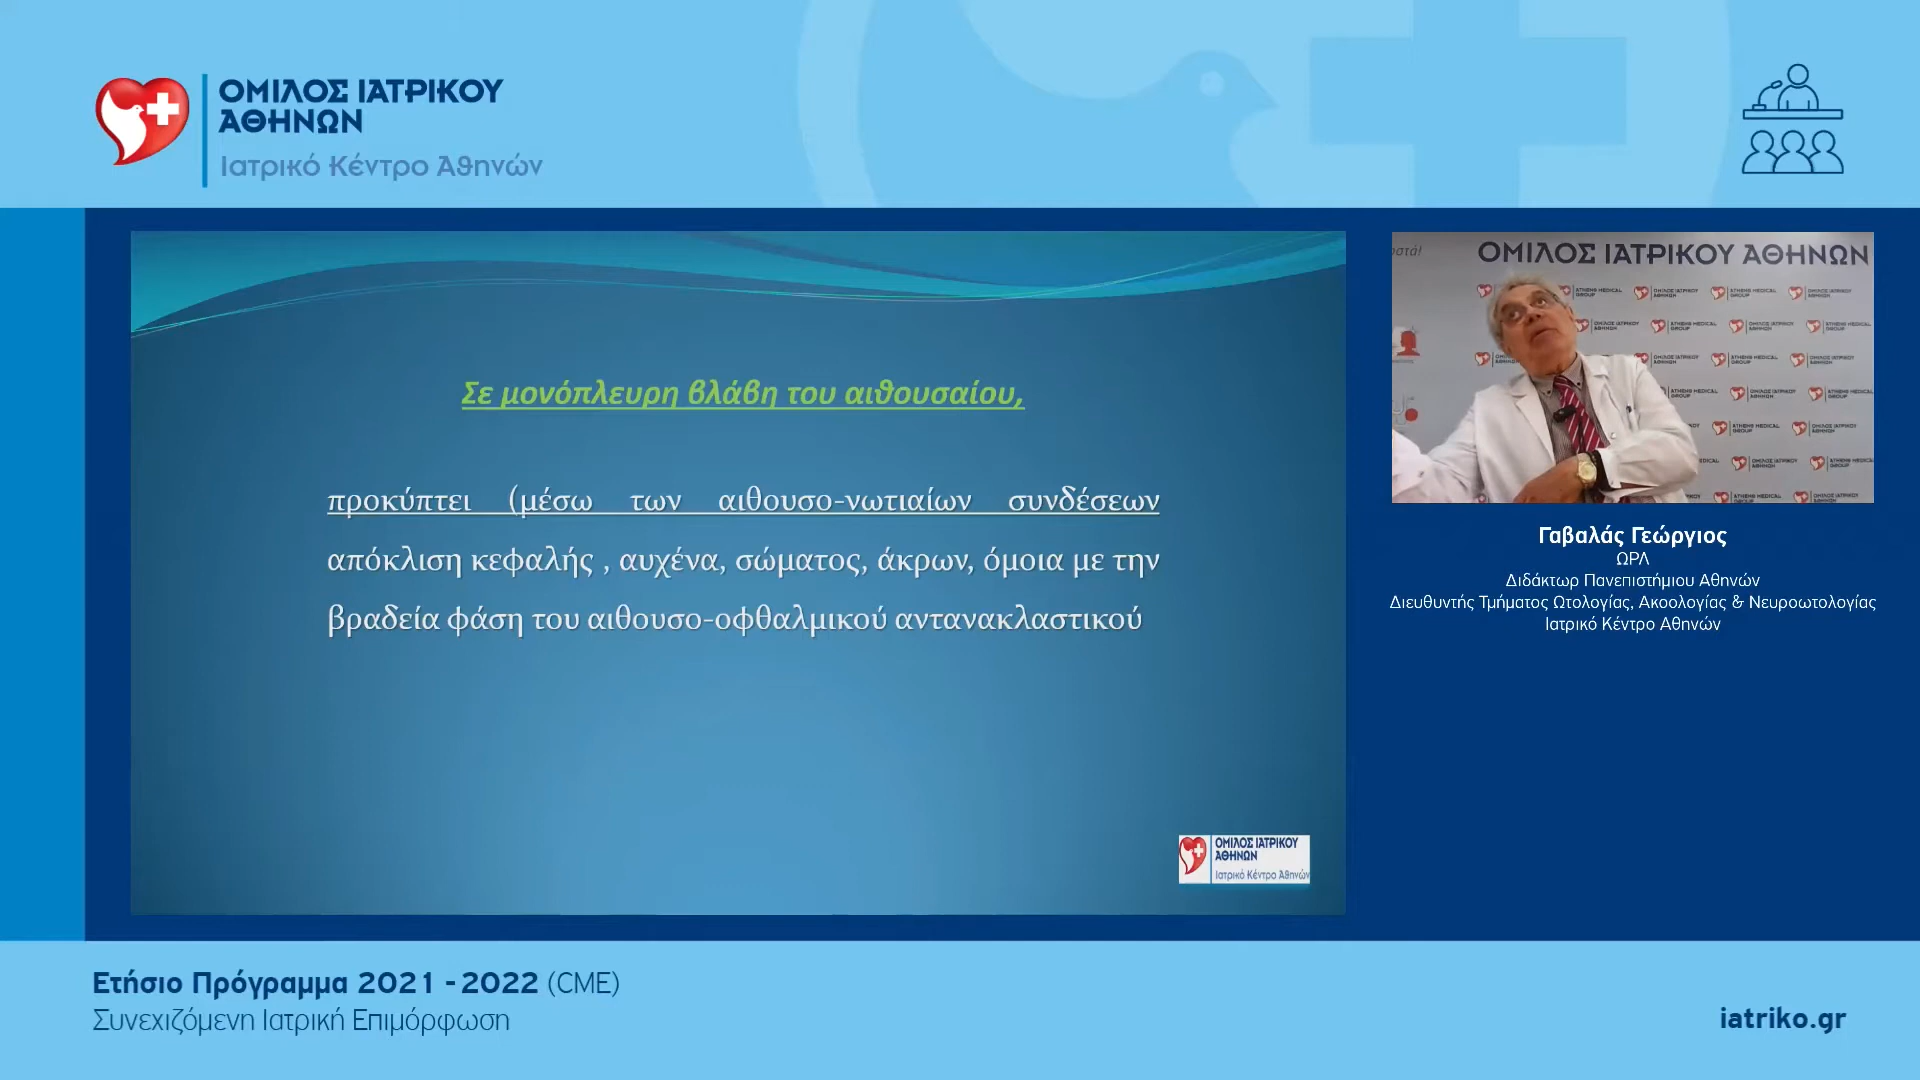 ΟΜΙΛΟΣ ΙΑΤΡΙΚΟΥ
ΑΘΗΝΩΝ
Ιατρικό Κέντρο Αθηνών
Σε μονόπλευρη βλάβη του αιθουσαίου,
προκύπτει (μέσω των αιθουσο-νωτιαίων συνδέσεων
απόκλιση κεφαλής , αυχένα, σώματος, άκρων, όμοια με την
βραδεία φάση του αιθουσο-οφθαλμικού αντανακλαστικού
ΟΜΙΛΟΣ ΙΑΤΡΙΚΟΥ
ΑΘΗΝΩΝ
Ιατρικό Κέντρο Αθηνών
ΟΜΙΛΟΣ ΙΑΤΡΙΚΟΥ ΑΘΗΝΩΝ
Γαβαλάς Γεώργιος
ΩΡΛ
Διδάκτωρ Πανεπιστήμιου Αθηνών
Διευθυντής Τμήματος Ωτολογίας, Ακοολογίας & Νευροωτολογίας
Ιατρικό Κέντρο Αθηνών
Ετήσιο Πρόγραμμα 2021 - 2022 (CME)
Συνεχιζόμενη Ιατρική Επιμόρφωση
iatriko.gr